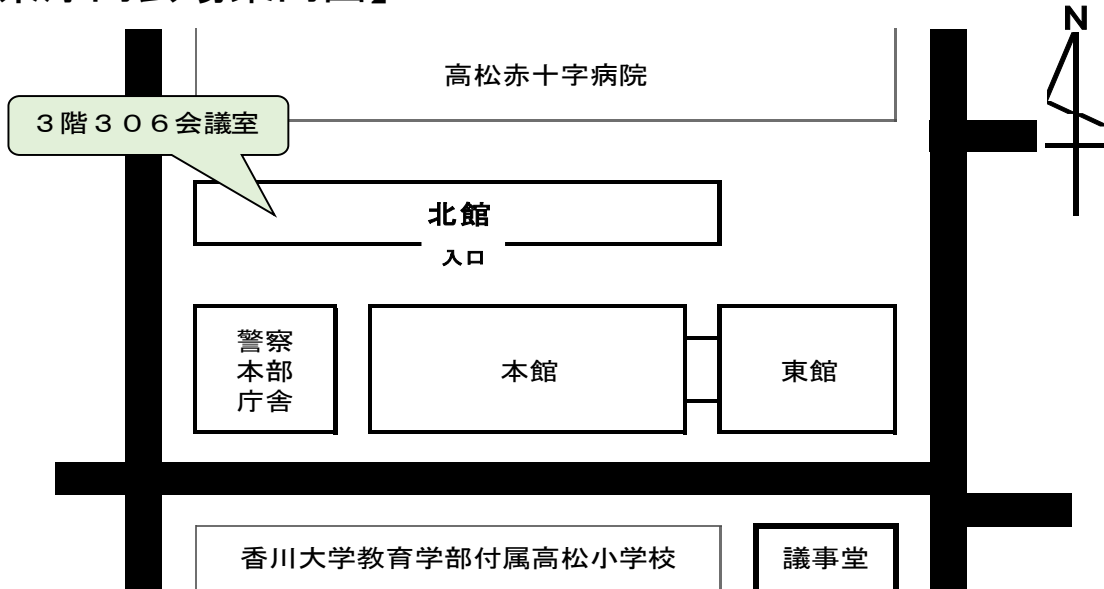 N
高松赤十字病院
３階３０６会議室
北館
入口
警察
本部
庁舎
本館
東館
香川大学教育学部付属高松小学校
議事堂